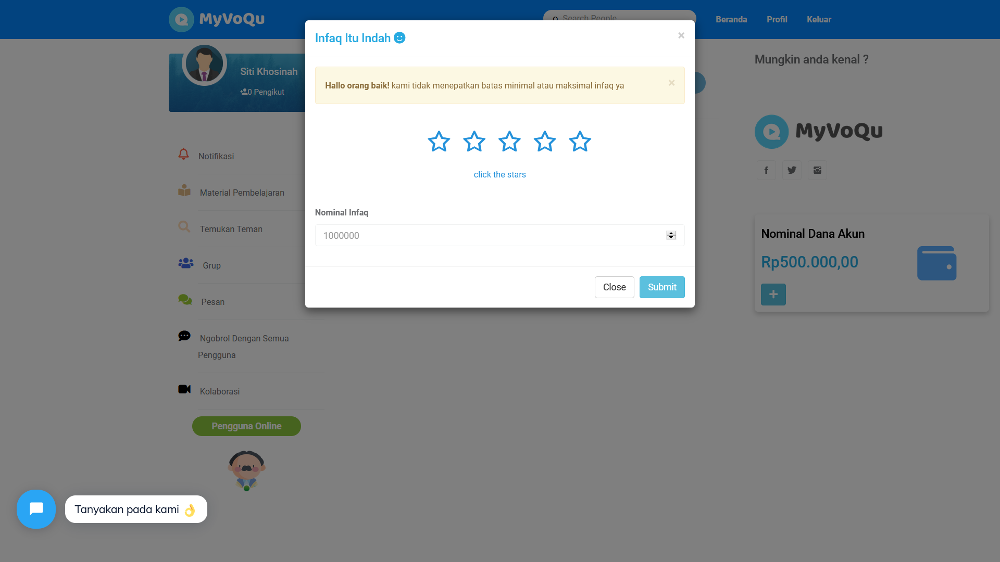 MyVoQu
Search People
Beranda
Profil
Keluar
Infaq Itu Indah
×
Siti Khosinah
0 Pengikut
Hallo orang baik! kami tidak menepatkan batas minimal atau maksimal infaq ya
×
click the stars
Nominal Infaq
1000000
Close
Submit
Notifikasi
Material Pembelajaran
Temukan Teman
Grup
Pesan
Ngobrol Dengan Semua
Pengguna
Kolaborasi
Pengguna Online
Tanyakan pada kami 👌
Mungkin anda kenal ?
MyVoQu
Nominal Dana Akun
Rp500.000,00